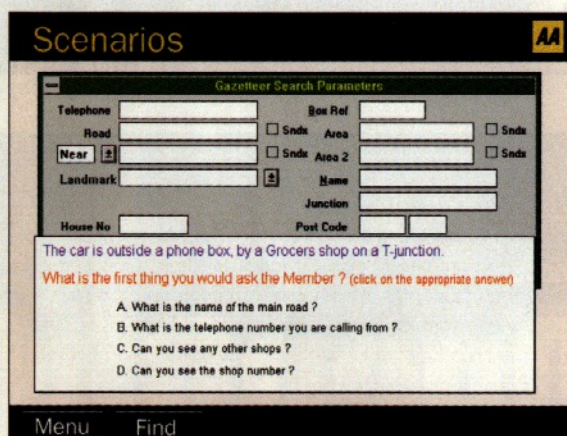 Scenarios
AA
Gazetteer Search Parameters
Telephone
Box Ref
Road
Sndx
Area
Sndx
Near
Sndx
Area 2
Sndx
Landmark
Name
Junction
House No
Post Code
The car is outside a phone box, by a Grocers shop on a T-junction.
What is the first thing you would ask the Member ? (click on the appropriate answer)
A. What is the name of the main road ?
B. What is the telephone number you are calling from ?
C. Can you see any other shops ?
D. Can you see the shop number ?
Menu
Find